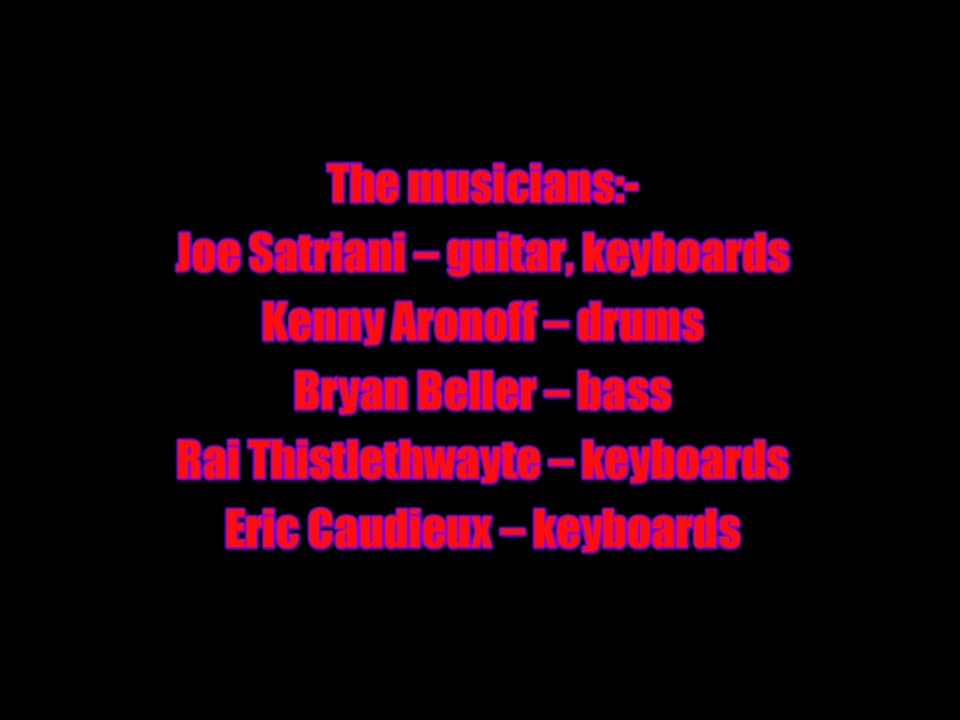 The musicians:-
Joe Satriani – guitar, keyboards
Kenny Aronoff – drums
Bryan Beller – bass
Rai Thistlethwayte – keyboards
Eric Caudieux – keyboards